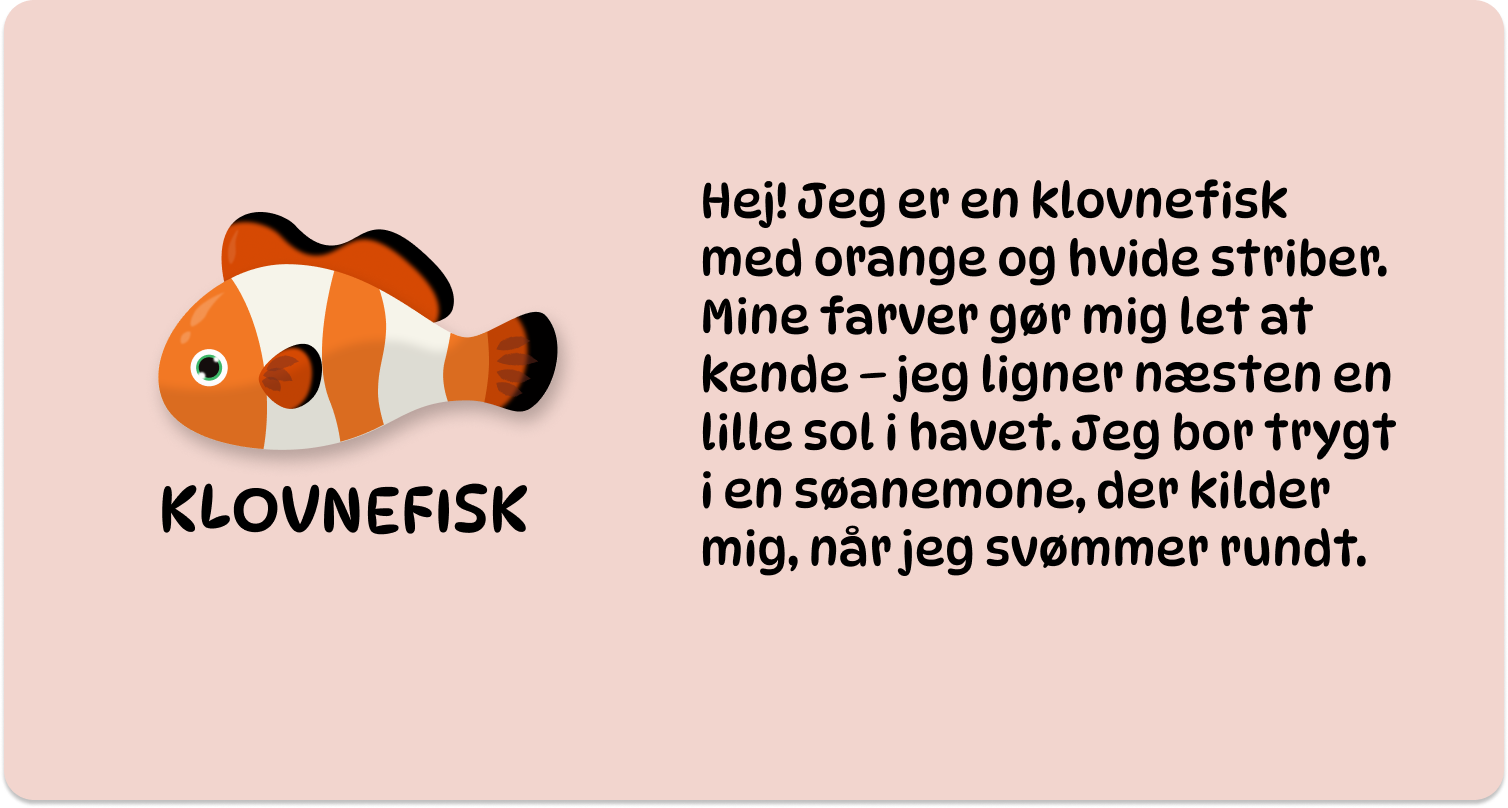 KLOVNEFISK
Hej! Jeg er en klovnefisk
med orange og hvide striber.
Mine farver gør mig let at
kende – jeg ligner næsten en
lille sol i havet. Jeg bor trygt
i en søanemone, der kilder
mig, når jeg svømmer rundt.